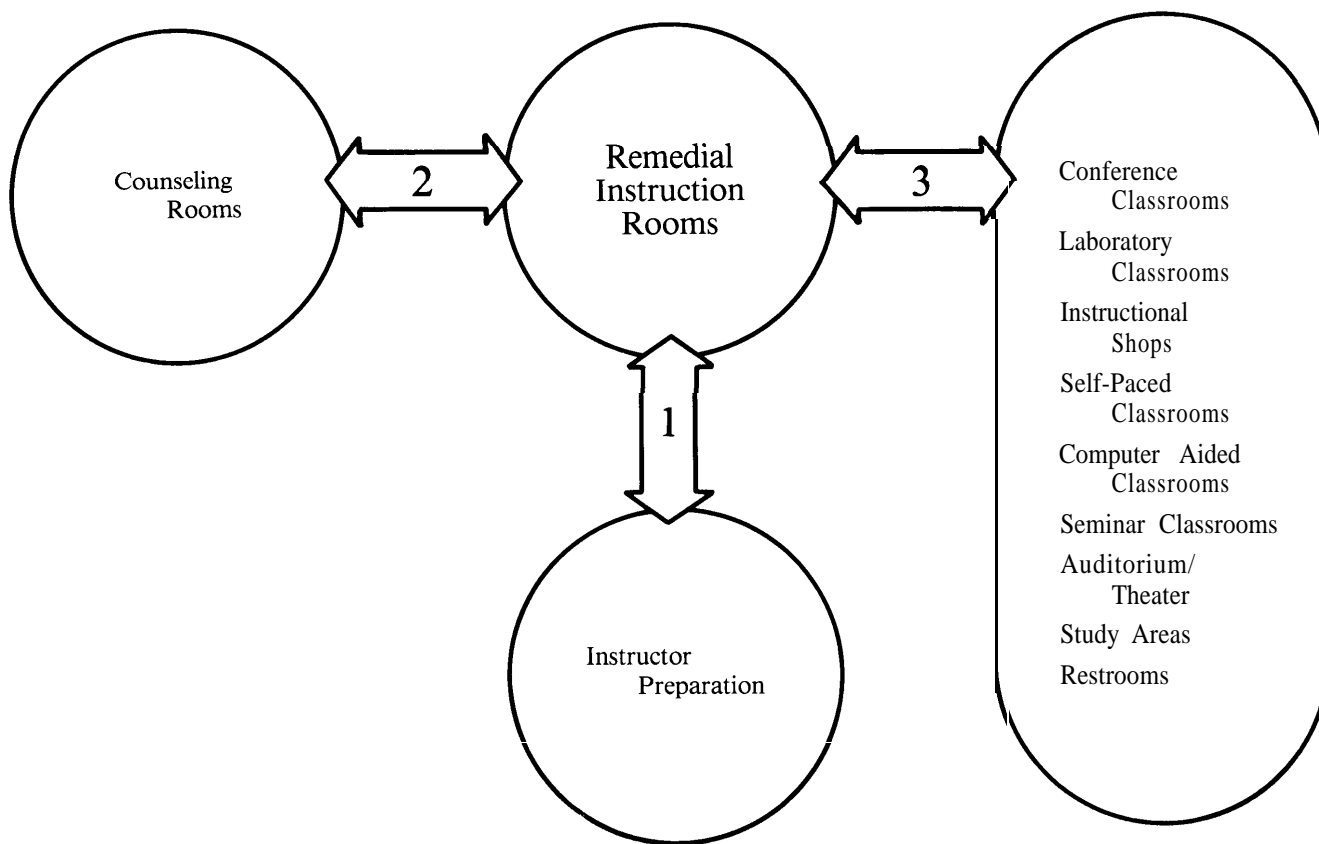 Counseling
Rooms
2
Remedial
Instruction
Rooms
3
1
Instructor
Preparation
Conference
Classrooms
Laboratory
Classrooms
Instructional
Shops
Self-Paced
Classrooms
Computer Aided
Classrooms
Seminar Classrooms
Auditorium/
Theater
Study Areas
Restrooms